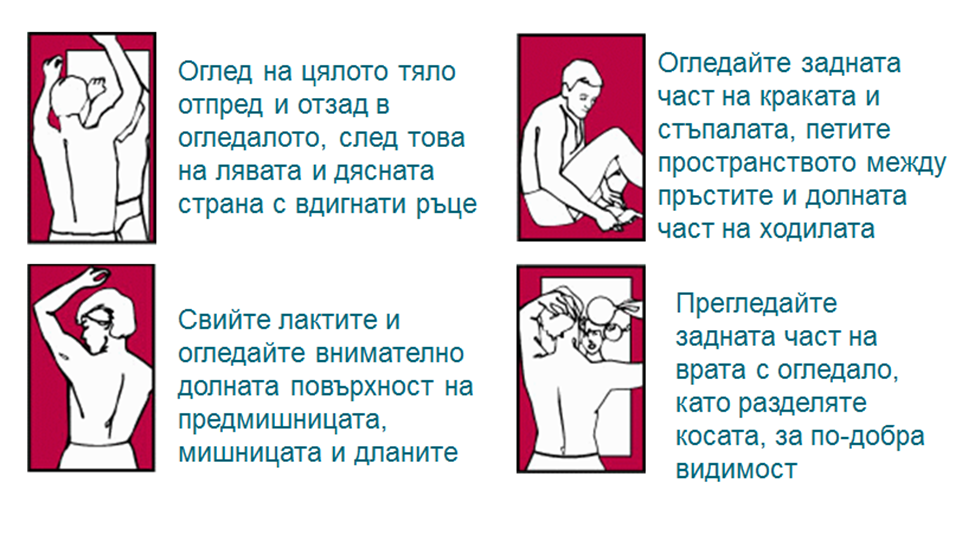 Оглед на цялото тяло
отпред и отзад в
огледалото, след това
на лявата и дясната
страна с вдигнати ръце
Огледайте задната
част на краката и
стъпалата, петите
пространството между
пръстите и долната
част на ходилата
Свийте лактите и
огледайте внимателно
долната повърхност на
предмишницата,
мишницата и дланите
Прегледайте
задната част на
врата с огледало,
като разделяте
косата, за по-добра
видимост